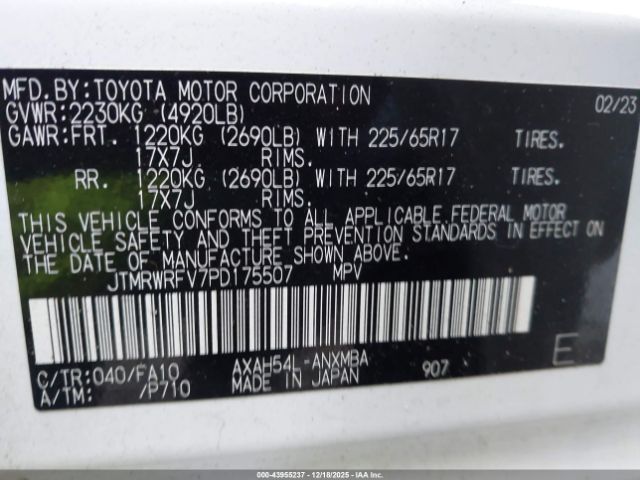 MFD.BY:TOYOTA MOTOR CORPORATION 02/23
GVWR:2230KG (4920LB)
GAWR:FRT. 1220KG (2690LB) WITH 225/65R17 TIRES.
17X7J RIMS.
RR. 1220KG (2690LB) WITH 225/65R17 TIRES.
17X7J RIMS.
THIS VEHICLE CONFORMS TO ALL APPLICABLE FEDERAL MOTOR
VEHICLE SAFETY AND THEFT PREVENTION STANDARDS IN EFFECT ON
THE DATE OF MANUFACTURE SHOWN ABOVE.
JTMRWRFV7PD175507 MPV
C/TR:040/FA10 AXAH54L-ANXMBA 907 E
A/TM: /P710 MADE IN JAPAN
000-43955237 - 12/18/2025 - IAAI.CA